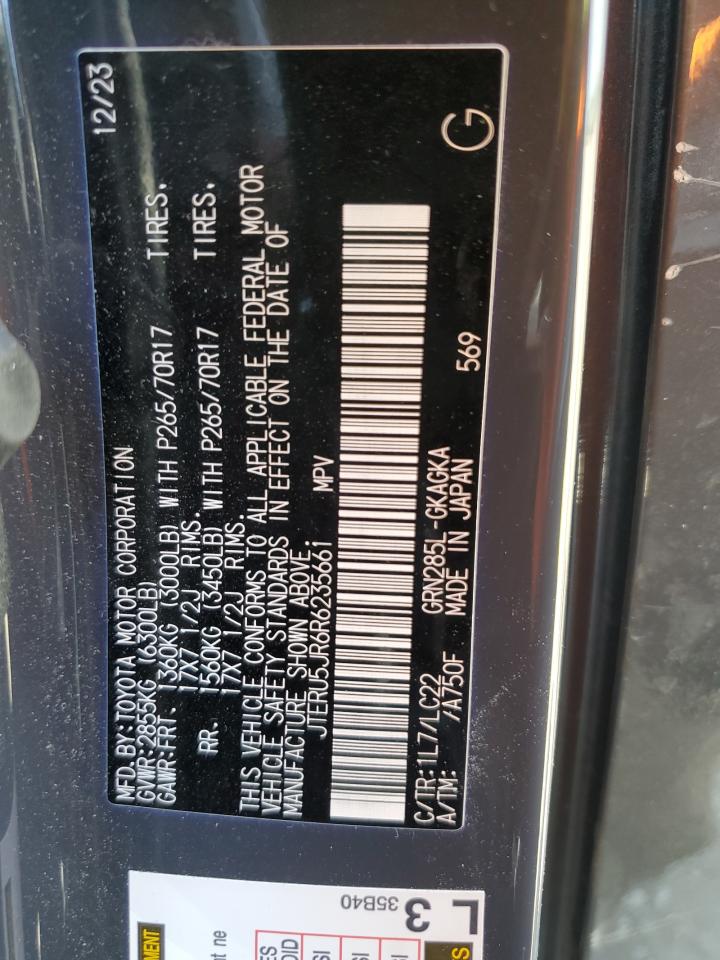 MFD.BY:TOYOTA MOTOR CORPORATION 12/23
GVWR:2855KG (6300LB)
GAWR:FRT. 1360KG (3000LB) WITH P265/70R17 TIRES.
17X7 1/2J RIMS.
RR. 1560KG (3450LB) WITH P265/70R17 TIRES.
17X7 1/2J RIMS.
THIS VEHICLE CONFORMS TO ALL APPLICABLE FEDERAL MOTOR
VEHICLE SAFETY STANDARDS IN EFFECT ON THE DATE OF
MANUFACTURE SHOWN ABOVE
JTERU5JR6R6235661 MPV
C/TR:1L7/LC22 GRN285L-GKAGKA
A/TM: /A750F MADE IN JAPAN 569 G
L
3
35B40